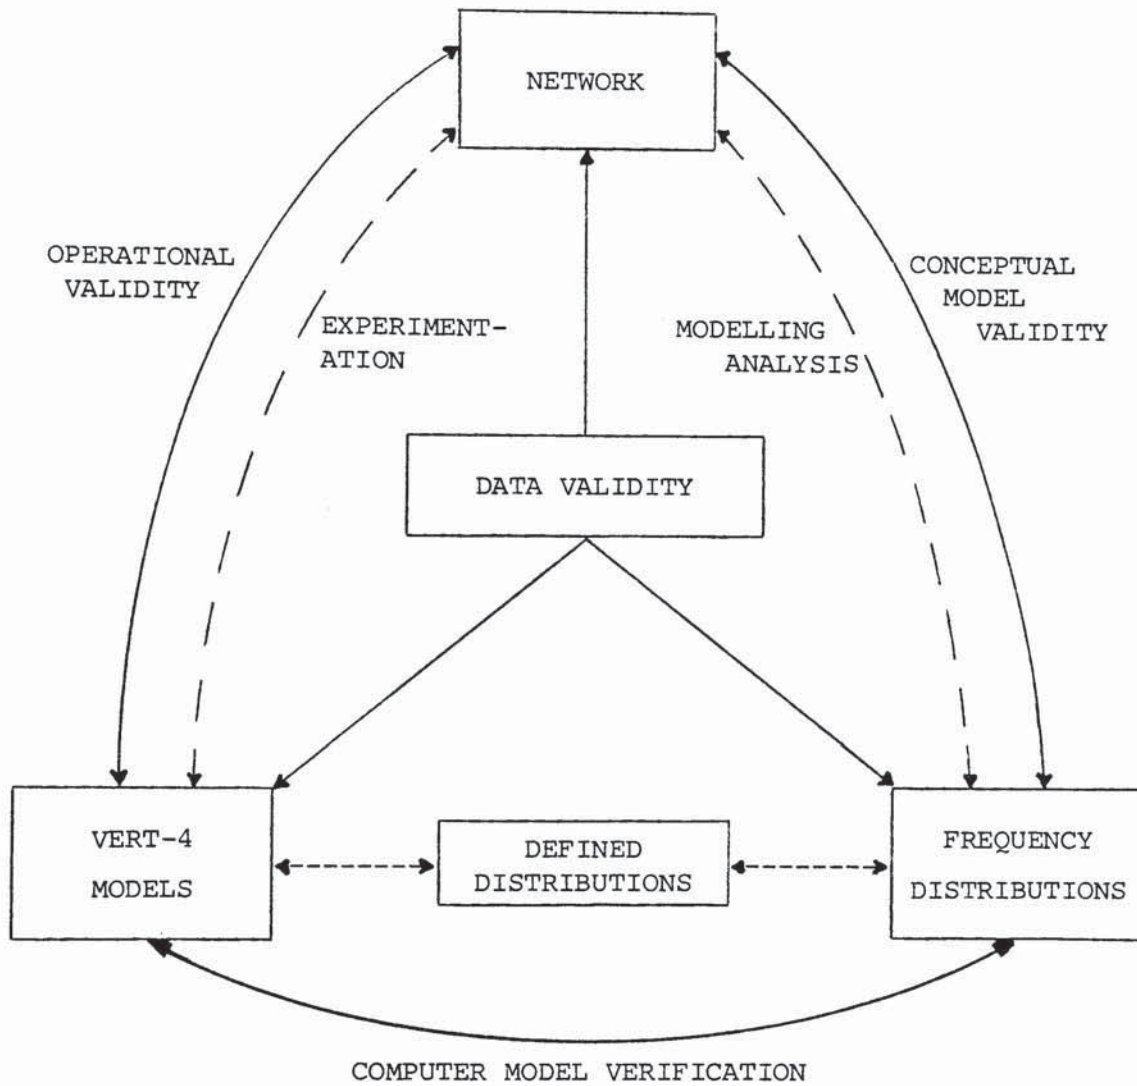 NETWORK
OPERATIONAL
VALIDITY
CONCEPTUAL
MODEL
VALIDITY
EXPERIMENT-
ATION
MODELLING
ANALYSIS
DATA VALIDITY
VERT-4
MODELS
DEFINED
DISTRIBUTIONS
FREQUENCY
DISTRIBUTIONS
COMPUTER MODEL VERIFICATION